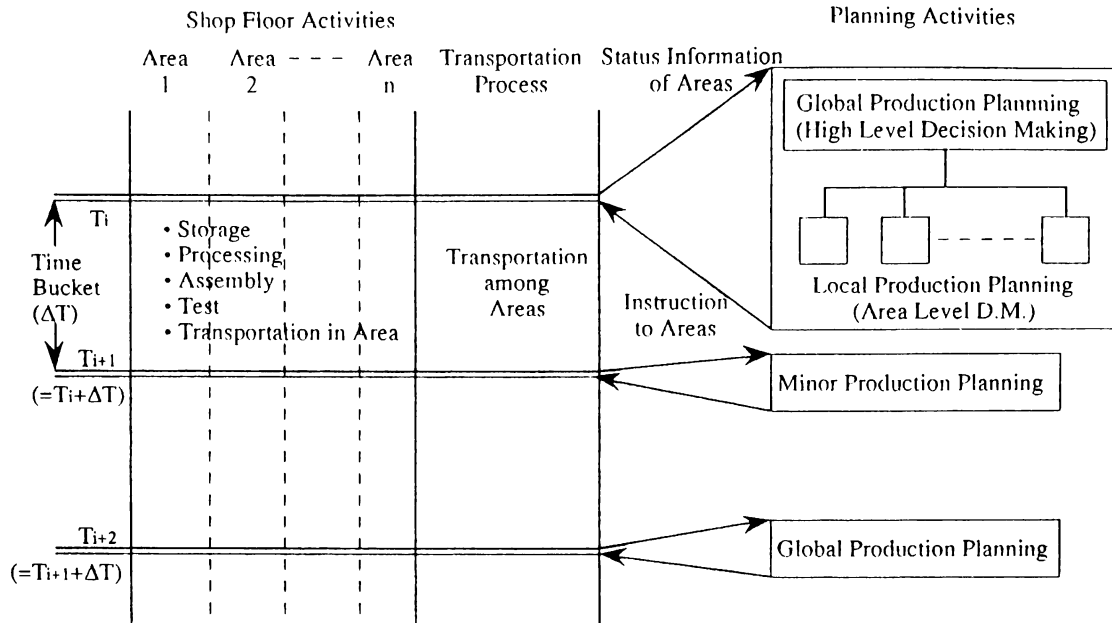 Shop Floor Activities
Planning Activities
Area
1
Area
2
Area
n
Transportation
Process
Status Information
of Areas
Global Production Plannning
(High Level Decision Making)
Local Production Planning
(Area Level D.M.)
Ti
Time
Bucket
(ΔT)
• Storage
• Processing
• Assembly
• Test
• Transportation in Area
Transportation
among
Areas
Instruction
to Areas
Ti+1
(=Ti+ΔT)
Minor Production Planning
Ti+2
(=Ti+1+ΔT)
Global Production Planning